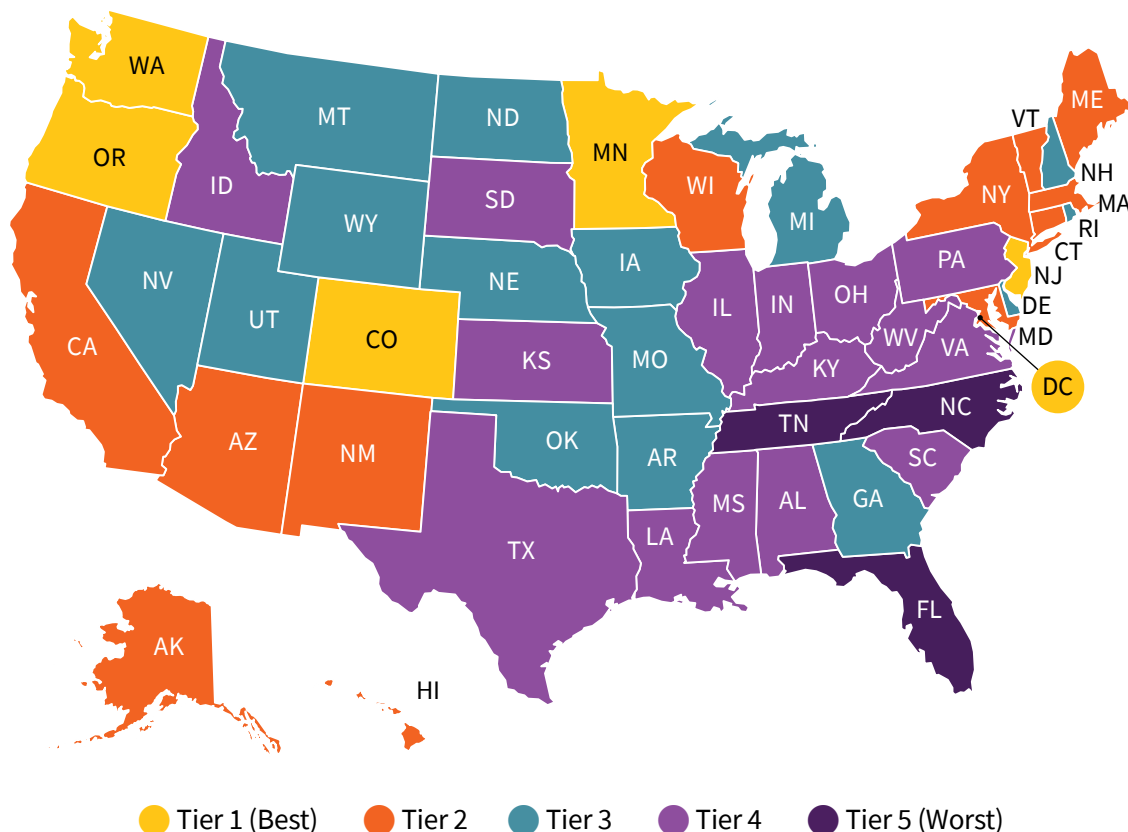 WA
MT
ND
MN
OR
ID
SD
WI
WY
MI
VT
ME
NY
NH
MA
RI
CT
NV
UT
NE
IA
PA
NJ
DE
MD
CA
CO
KS
MO
IL
IN
OH
WV
VA
KY
DC
AZ
NM
OK
AR
TN
NC
SC
TX
LA
MS
AL
GA
FL
AK
HI
Tier 1 (Best)
Tier 2
Tier 3
Tier 4
Tier 5 (Worst)